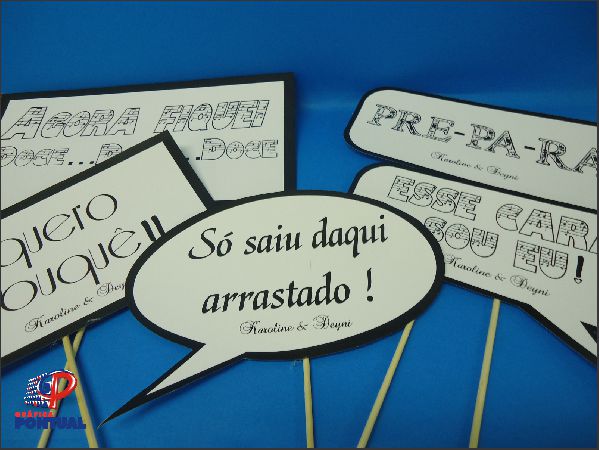 AGORA FIQUEI
DOCE...D...DOCE
PRE-PA-RA
Karoline & Deyni
ESSE CARA
SOU EU!
Karoline & Deyni
quero
ouquê!!
Karoline & Deyni
Só saiu daqui
arrastado !
Karoline & Deyni
GRÁFICA
PONTUAL